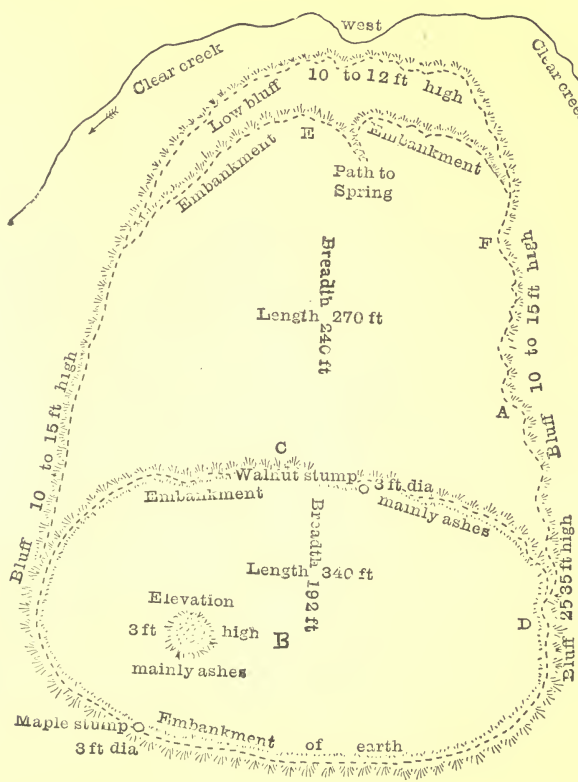 west
Clear creek
Clear creek
Low bluff 10 to 12 ft high
Embankment
E
Embankment
Path to
Spring
F
Breadth 240 ft
Length 270 ft
Bluff 10 to 15 ft high
A
Bluff 10 to 15 ft high
C
Walnut stump 3 ft dia
Embankment
mainly ashes
Breadth 192 ft
Length 340 ft
Elevation
3 ft high
mainly ashes
B
D
Bluff 25 35 ft high
Maple stump
3 ft dia
Embankment of earth